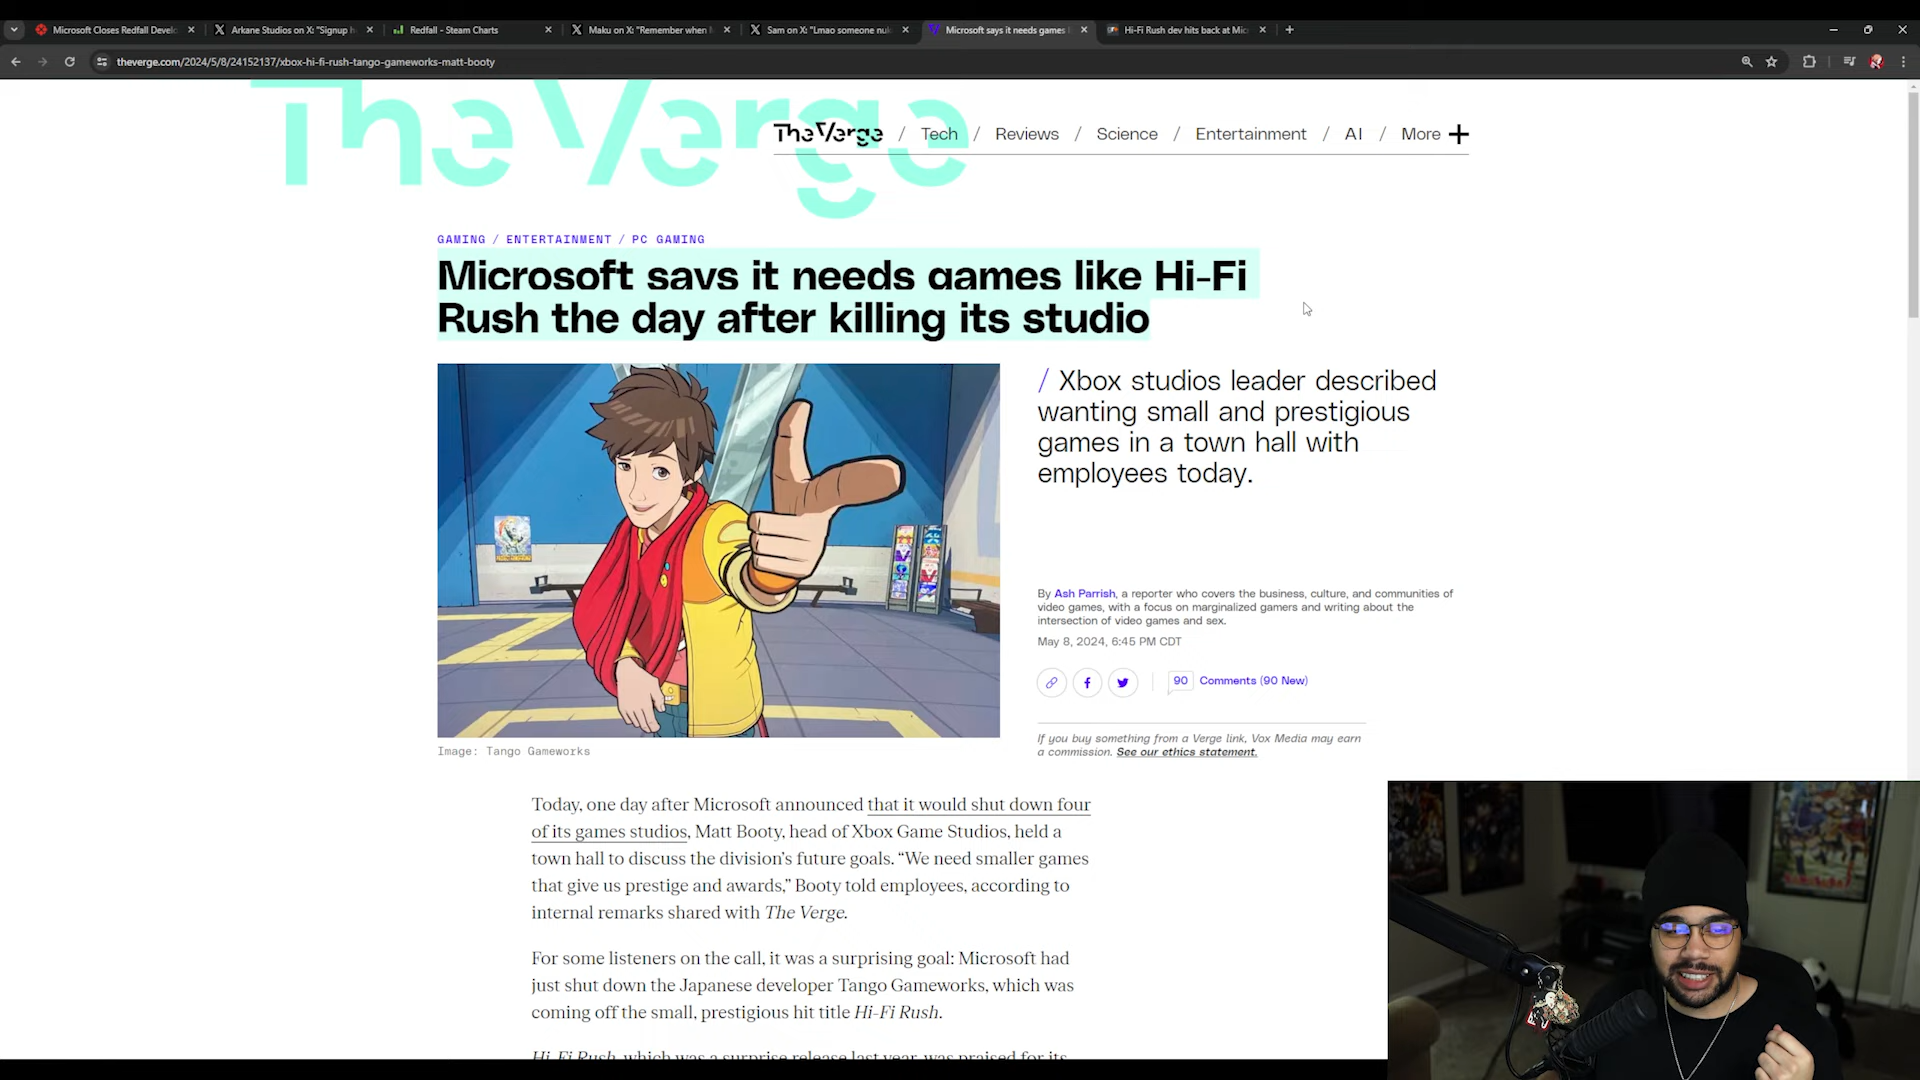 Microsoft Closes Redfall Develo
Arkane Studios on X: "Signup h
Redfall - Steam Charts
Maku on X: "Remember when
Sam on X: "Lmao someone nuk
Microsoft says it needs games l
Hi-Fi Rush dev hits back at Mic
theverge.com/2024/5/8/24152137/xbox-hi-fi-rush-tango-gameworks-matt-booty
The Verge
The Verge / Tech / Reviews / Science / Entertainment / AI / More +
GAMING / ENTERTAINMENT / PC GAMING
Microsoft says it needs games like Hi-Fi
Rush the day after killing its studio
/ Xbox studios leader described
wanting small and prestigious
games in a town hall with
employees today.
By Ash Parrish, a reporter who covers the business, culture, and communities of
video games, with a focus on marginalized gamers and writing about the
intersection of video games and sex.
May 8, 2024, 6:45 PM CDT
90 Comments (90 New)
If you buy something from a Verge link, Vox Media may earn
a commission. See our ethics statement.
Image: Tango Gameworks
Today, one day after Microsoft announced that it would shut down four
of its games studios, Matt Booty, head of Xbox Game Studios, held a
town hall to discuss the division's future goals. “We need smaller games
that give us prestige and awards,” Booty told employees, according to
internal remarks shared with The Verge.
For some listeners on the call, it was a surprising goal: Microsoft had
just shut down the Japanese developer Tango Gameworks, which was
coming off the small, prestigious hit title Hi-Fi Rush.
Hi-Fi Rush, which was a surprise release last year, was praised for its